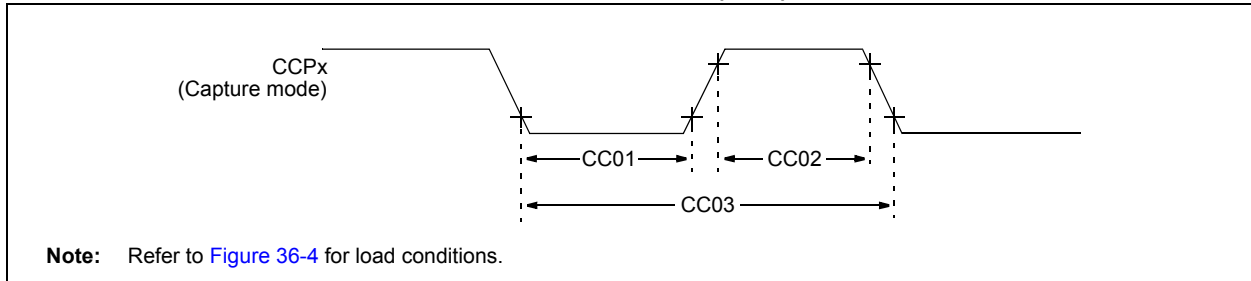 CCPx
(Capture mode)
CC01
CC02
CC03
Note: Refer to Figure 36-4 for load conditions.